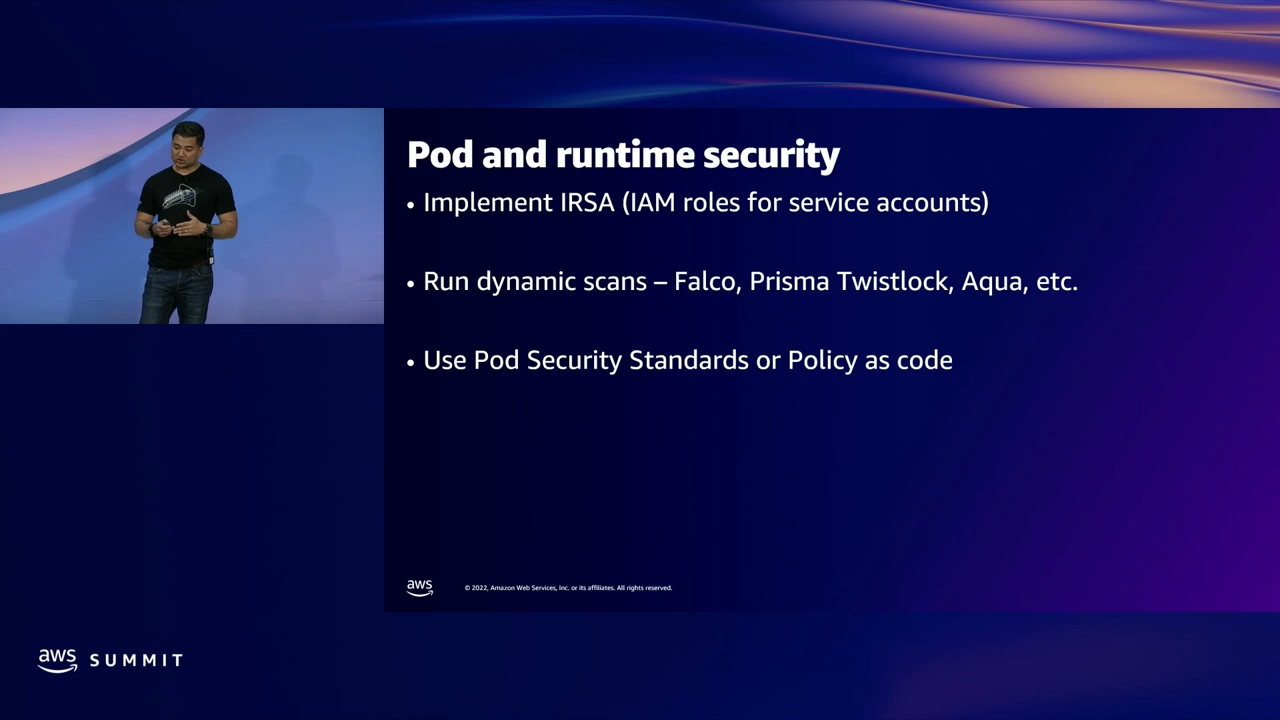 Pod and runtime security
• Implement IRSA (IAM roles for service accounts)
• Run dynamic scans – Falco, Prisma Twistlock, Aqua, etc.
• Use Pod Security Standards or Policy as code
aws
© 2022, Amazon Web Services, Inc. or its affiliates. All rights reserved.
aws SUMMIT